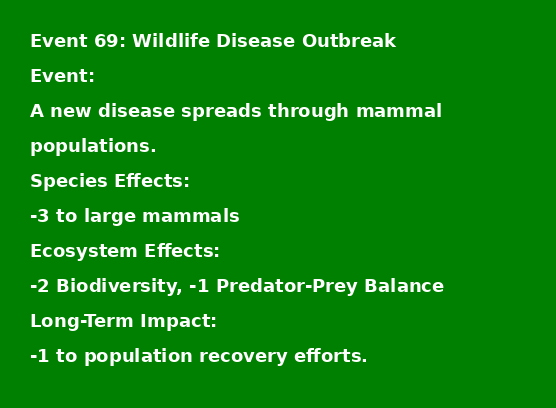 Event 69: Wildlife Disease Outbreak
Event:
A new disease spreads through mammal
populations.
Species Effects:
-3 to large mammals
Ecosystem Effects:
-2 Biodiversity, -1 Predator-Prey Balance
Long-Term Impact:
-1 to population recovery efforts.